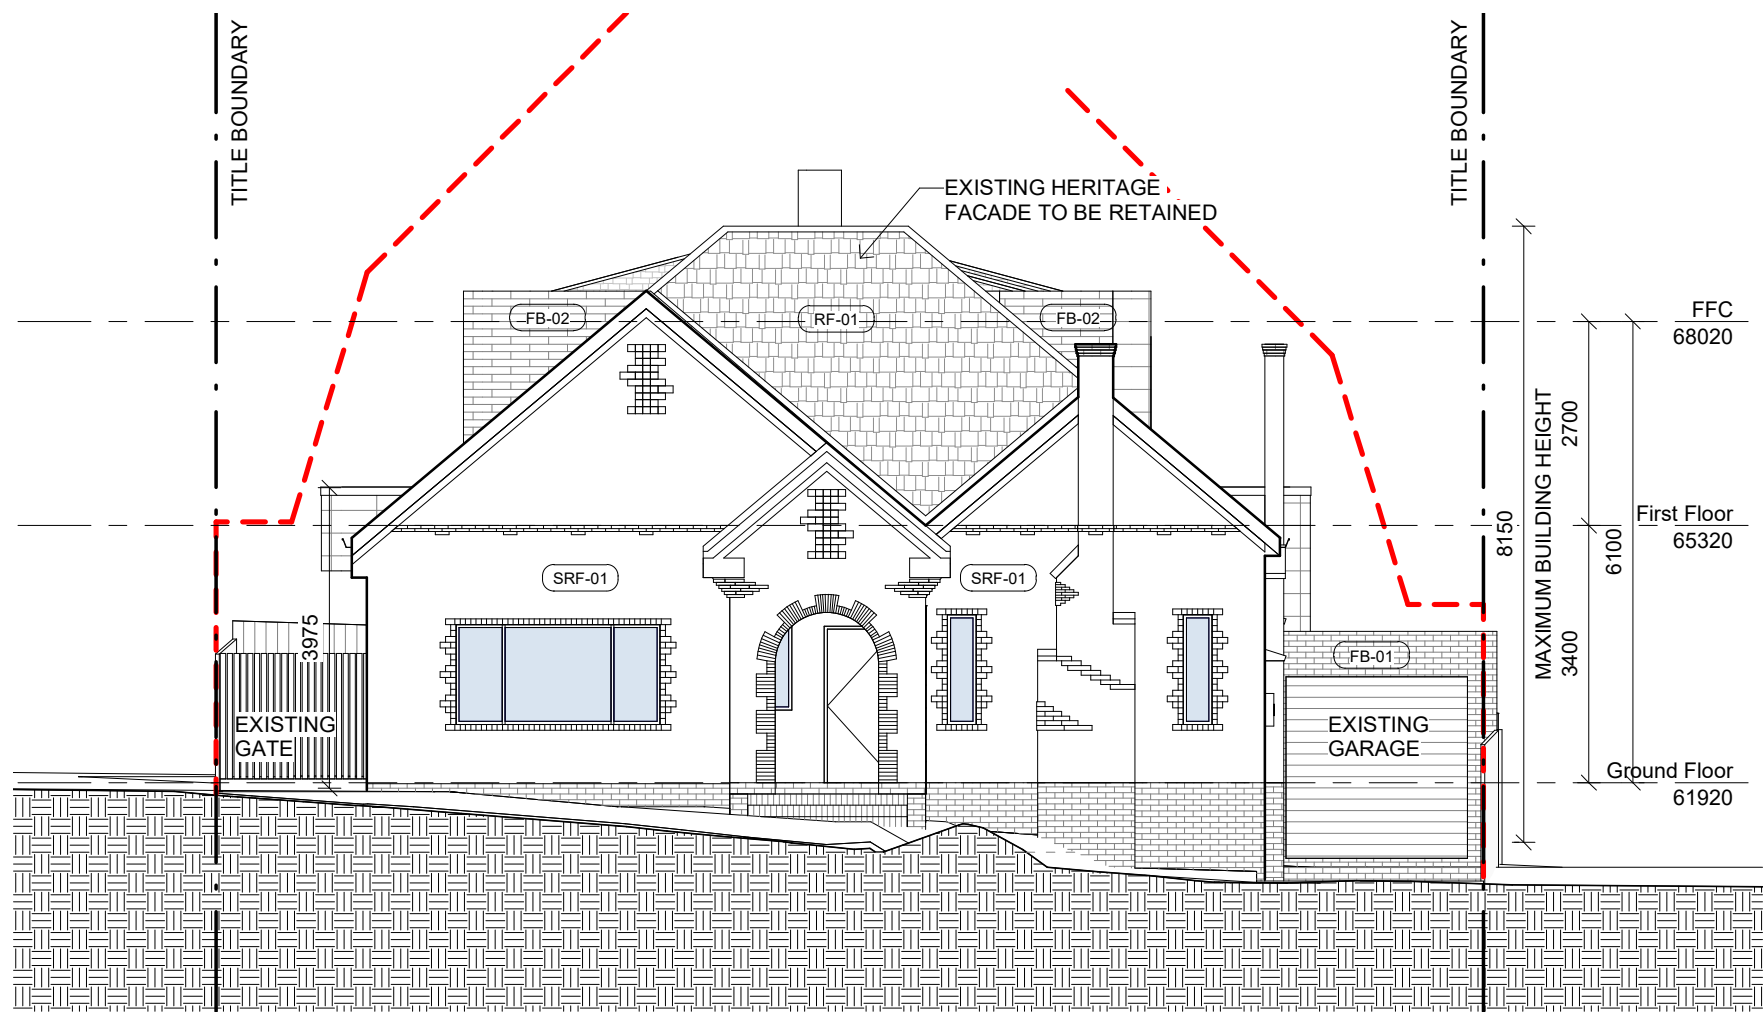 TITLE BOUNDARY
TITLE BOUNDARY
EXISTING HERITAGE
FACADE TO BE RETAINED
FB-02
RF-01
FB-02
FFC
68020
2700
MAXIMUM BUILDING HEIGHT
8150
6100
First Floor
65320
SRF-01
SRF-01
3975
3400
FB-01
EXISTING
GATE
EXISTING
GARAGE
Ground Floor
61920